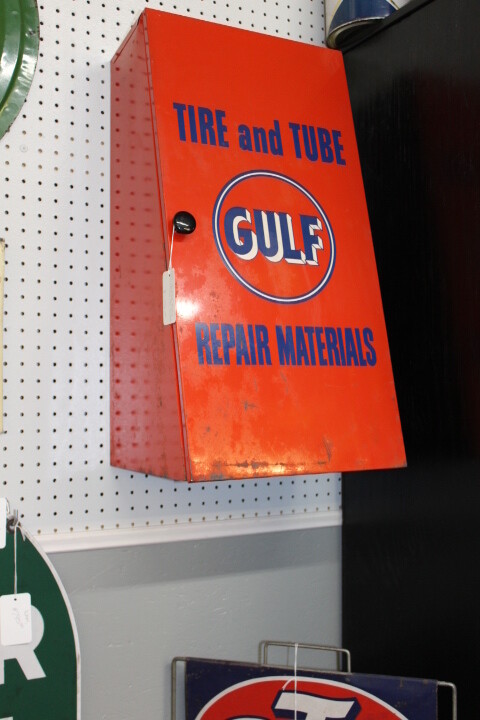 TIRE and TUBE
GULF
REPAIR MATERIALS
R
T